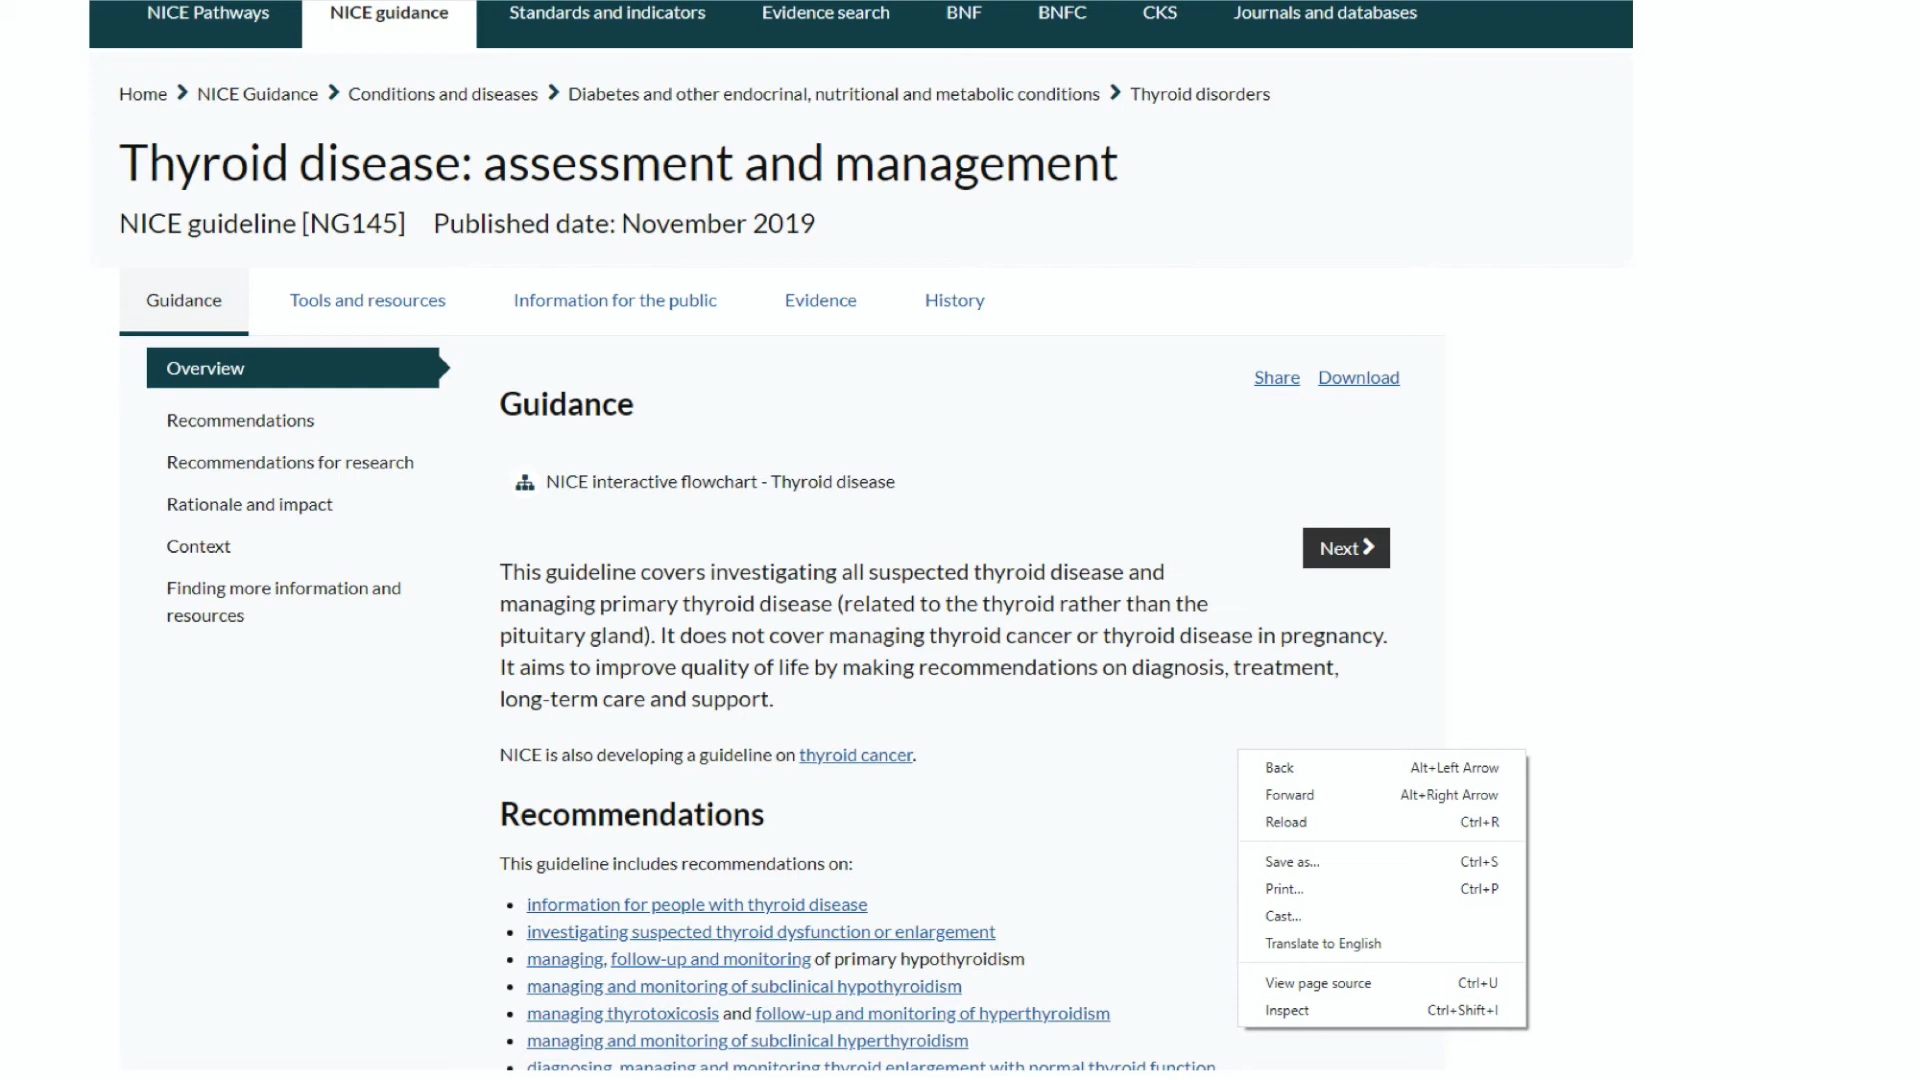 NICE Pathways NICE guidance Standards and indicators Evidence search BNF BNFC CKS Journals and databases
Home > NICE Guidance > Conditions and diseases > Diabetes and other endocrinal, nutritional and metabolic conditions > Thyroid disorders
Thyroid disease: assessment and management
NICE guideline [NG145] Published date: November 2019
Guidance Tools and resources Information for the public Evidence History
Overview
Recommendations
Recommendations for research
Rationale and impact
Context
Finding more information and
resources
Share Download
Guidance
NICE interactive flowchart - Thyroid disease
Next >
This guideline covers investigating all suspected thyroid disease and
managing primary thyroid disease (related to the thyroid rather than the
pituitary gland). It does not cover managing thyroid cancer or thyroid disease in pregnancy.
It aims to improve quality of life by making recommendations on diagnosis, treatment,
long-term care and support.
NICE is also developing a guideline on thyroid cancer.
Recommendations
This guideline includes recommendations on:
• information for people with thyroid disease
• investigating suspected thyroid dysfunction or enlargement
• managing, follow-up and monitoring of primary hypothyroidism
• managing and monitoring of subclinical hypothyroidism
• managing thyrotoxicosis and follow-up and monitoring of hyperthyroidism
• managing and monitoring of subclinical hyperthyroidism
• diagnosing, managing and monitoring thyroid enlargement with normal thyroid function
Back Alt+Left Arrow
Forward Alt+Right Arrow
Reload Ctrl+R
Save as... Ctrl+S
Print... Ctrl+P
Cast...
Translate to English
View page source Ctrl+U
Inspect Ctrl+Shift+I